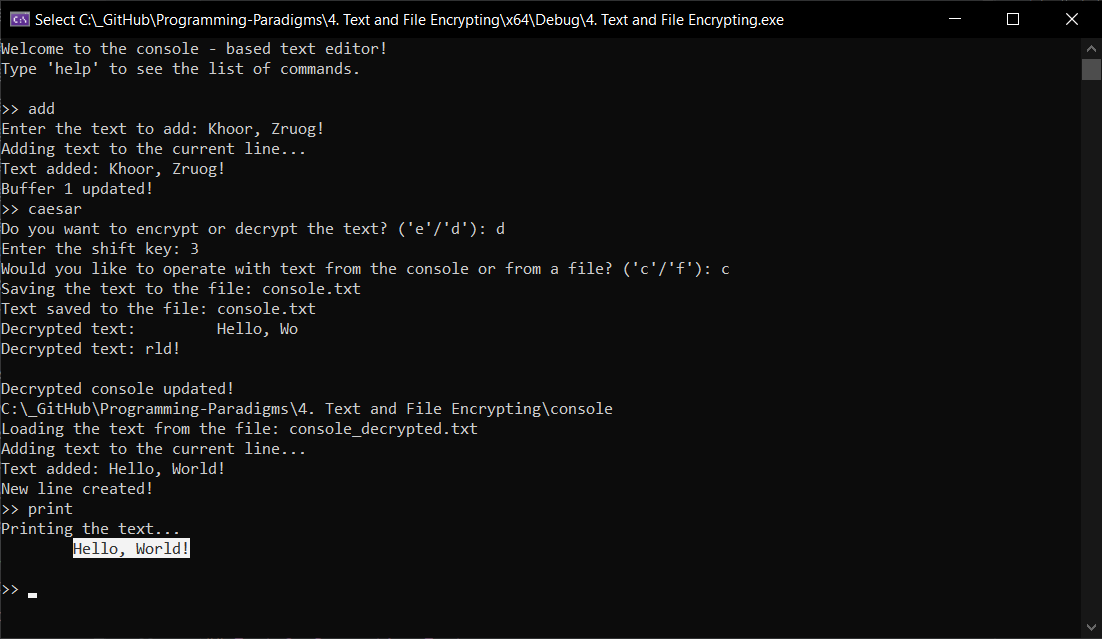 Select C:\_GitHub\Programming-Paradigms\4. Text and File Encrypting\x64\Debug\4. Text and File Encrypting.exe
Welcome to the console - based text editor!
Type 'help' to see the list of commands.
>> add
Enter the text to add: Khoor, Zruog!
Adding text to the current line...
Text added: Khoor, Zruog!
Buffer 1 updated!
>> caesar
Do you want to encrypt or decrypt the text? ('e'/'d'): d
Enter the shift key: 3
Would you like to operate with text from the console or from a file? ('c'/'f'): c
Saving the text to the file: console.txt
Text saved to the file: console.txt
Decrypted text:         Hello, Wo
Decrypted text: rld!
Decrypted console updated!
C:\_GitHub\Programming-Paradigms\4. Text and File Encrypting\console
Loading the text from the file: console_decrypted.txt
Adding text to the current line...
Text added: Hello, World!
New line created!
>> print
Printing the text...
        Hello, World!
>>